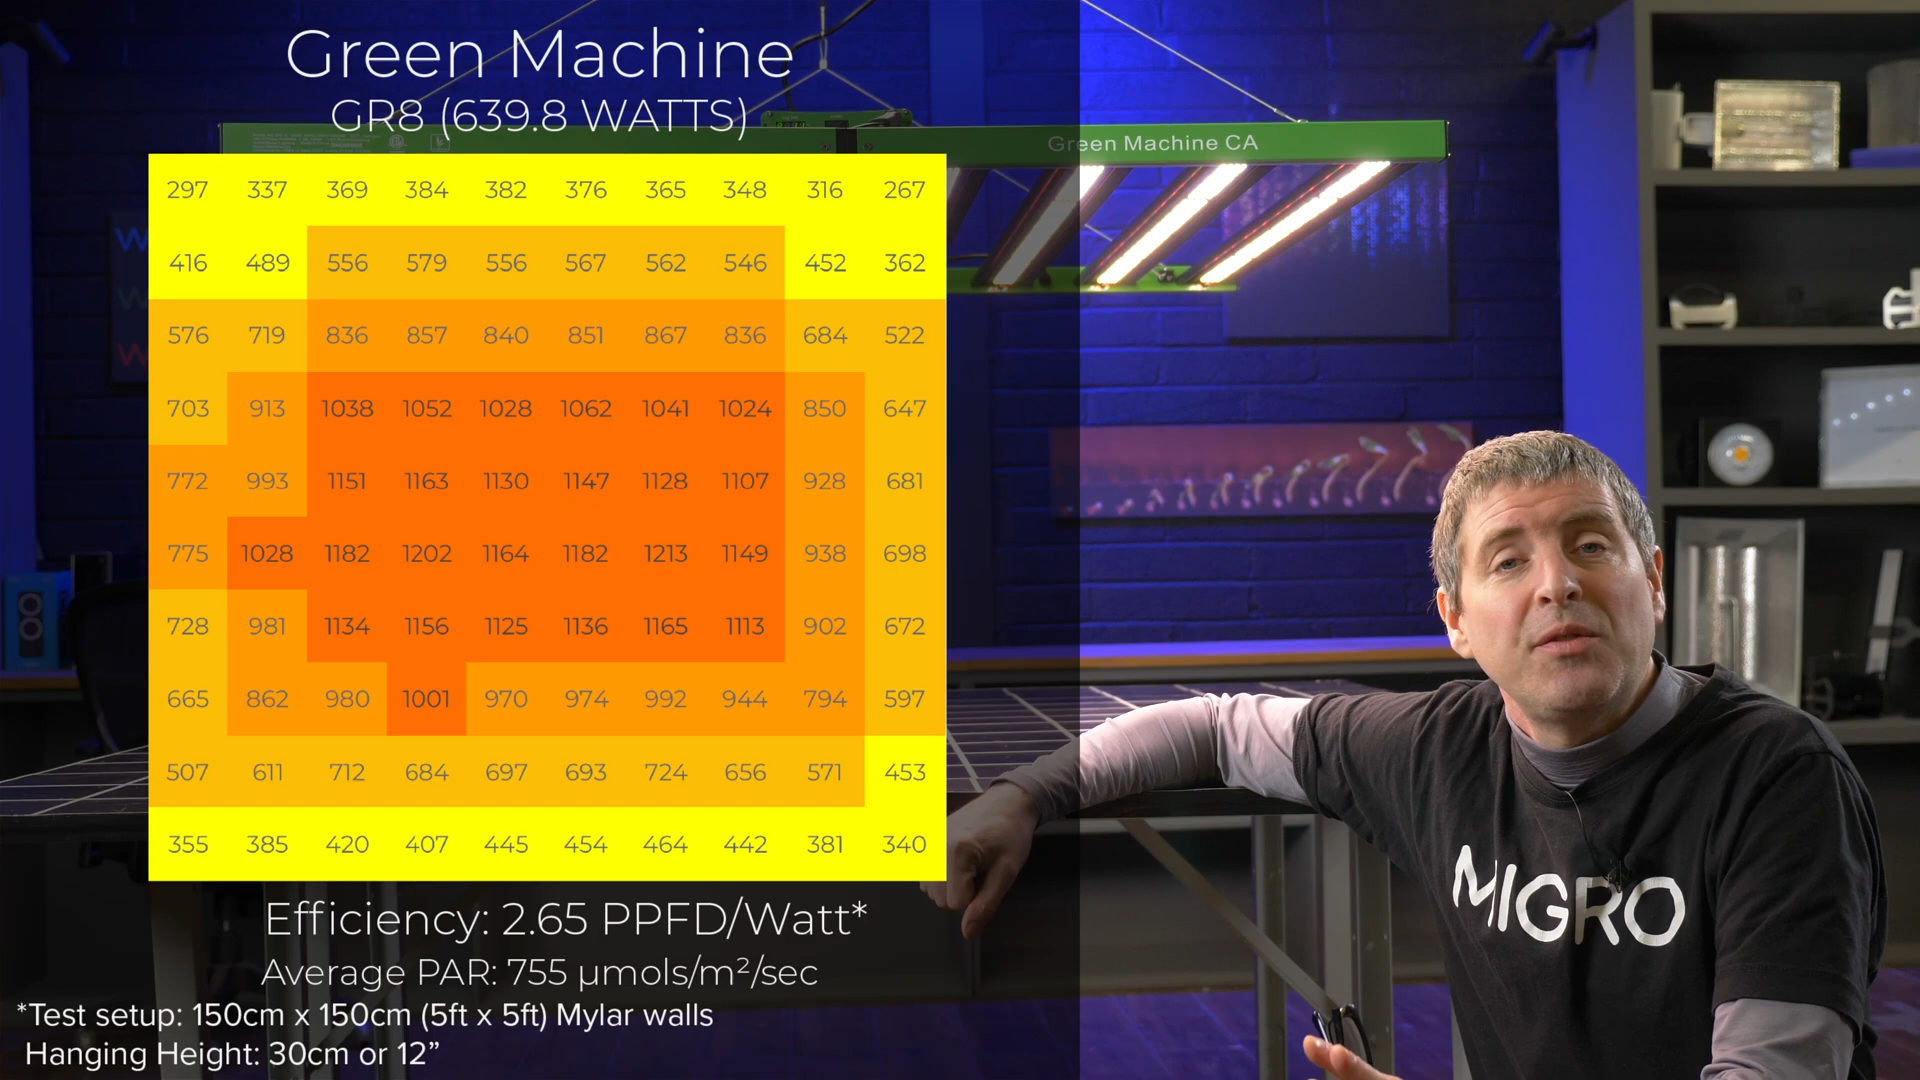 Green Machine
GR8 (639.8 WATTS)
Green Machine CA
297 337 369 384 382 376 365 348 316 267
416 489 556 579 556 567 562 546 452 362
576 719 836 857 840 851 867 836 684 522
703 913 1038 1052 1028 1062 1041 1024 850 647
772 993 1151 1163 1130 1147 1128 1107 928 681
775 1028 1182 1202 1164 1182 1213 1149 938 698
728 981 1134 1156 1125 1136 1165 1113 902 672
665 862 980 1001 970 974 992 944 794 597
507 611 712 684 697 693 724 656 571 453
355 385 420 407 445 454 464 442 381 340
MIGRO
Efficiency: 2.65 PPFD/Watt*
Average PAR: 755 µmols/m²/sec
*Test setup: 150cm x 150cm (5ft x 5ft) Mylar walls
Hanging Height: 30cm or 12”